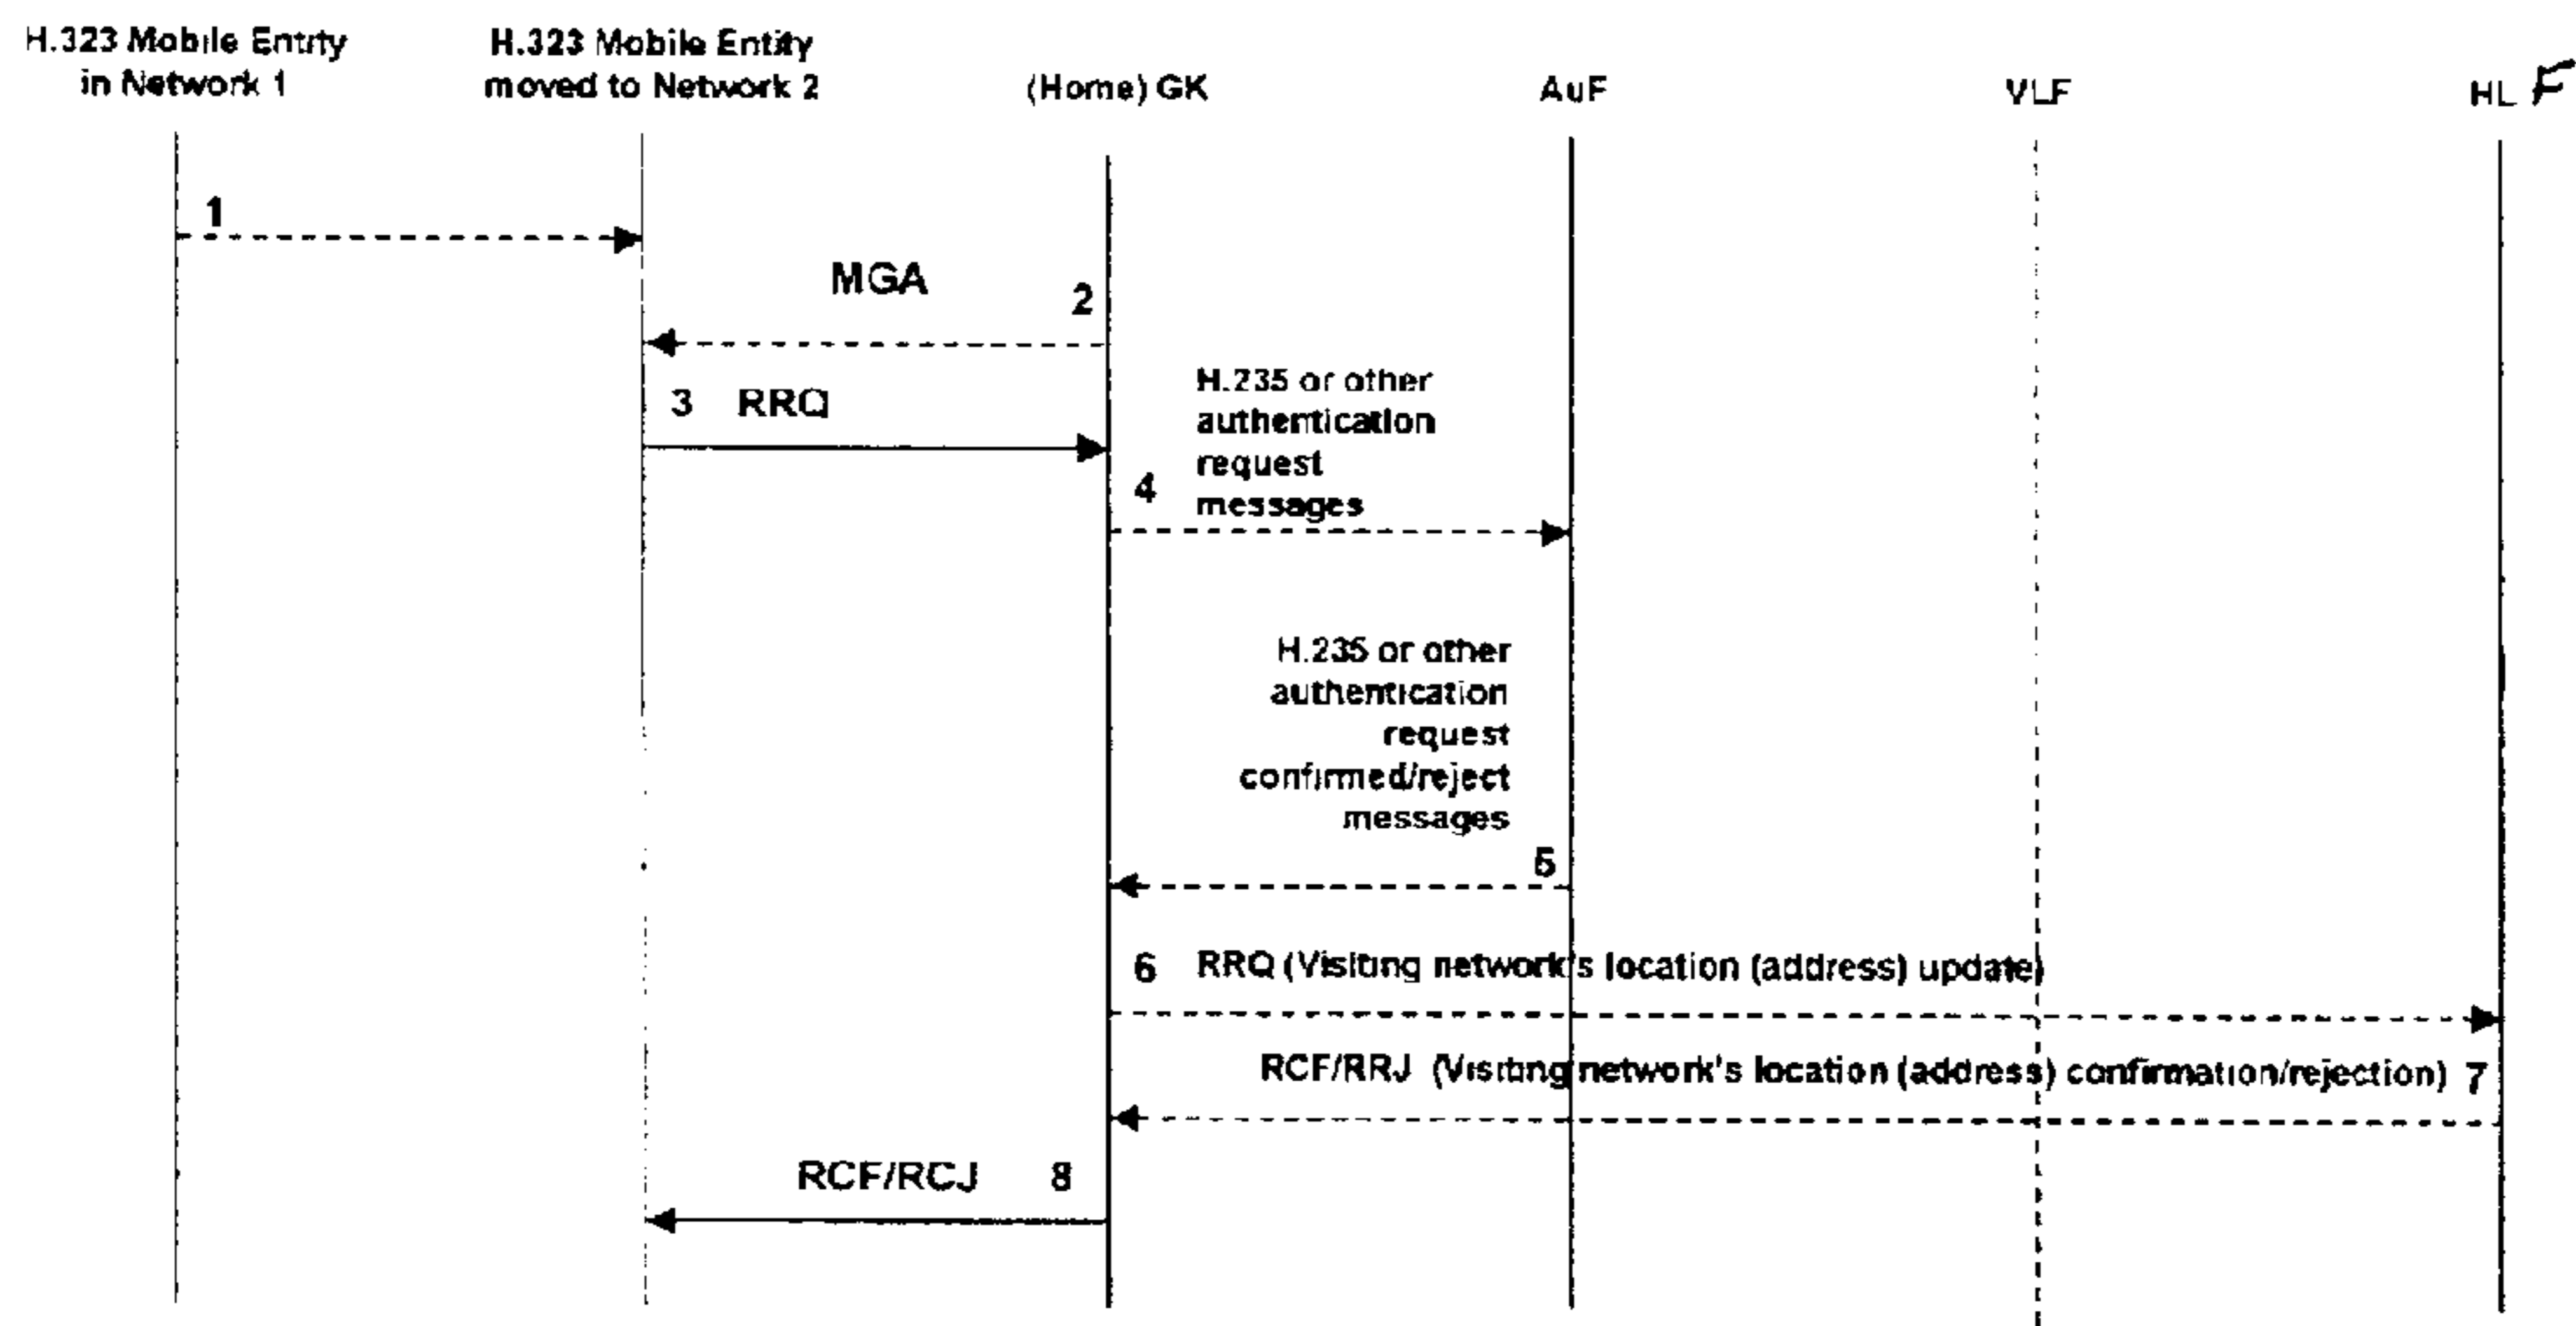 H.323 Mobile Entity
in Network 1
H.323 Mobile Entity
moved to Network 2
(Home) GK
AuF
VLF
HLF
1
MGA
2
3 RRQ
H.235 or other
authentication
request
messages
4
H.235 or other
authentication
request
confirmed/reject
messages
5
6 RRQ (Visiting network's location (address) update)
RCF/RRJ (Visiting network's location (address) confirmation/rejection) 7
RCF/RCJ 8